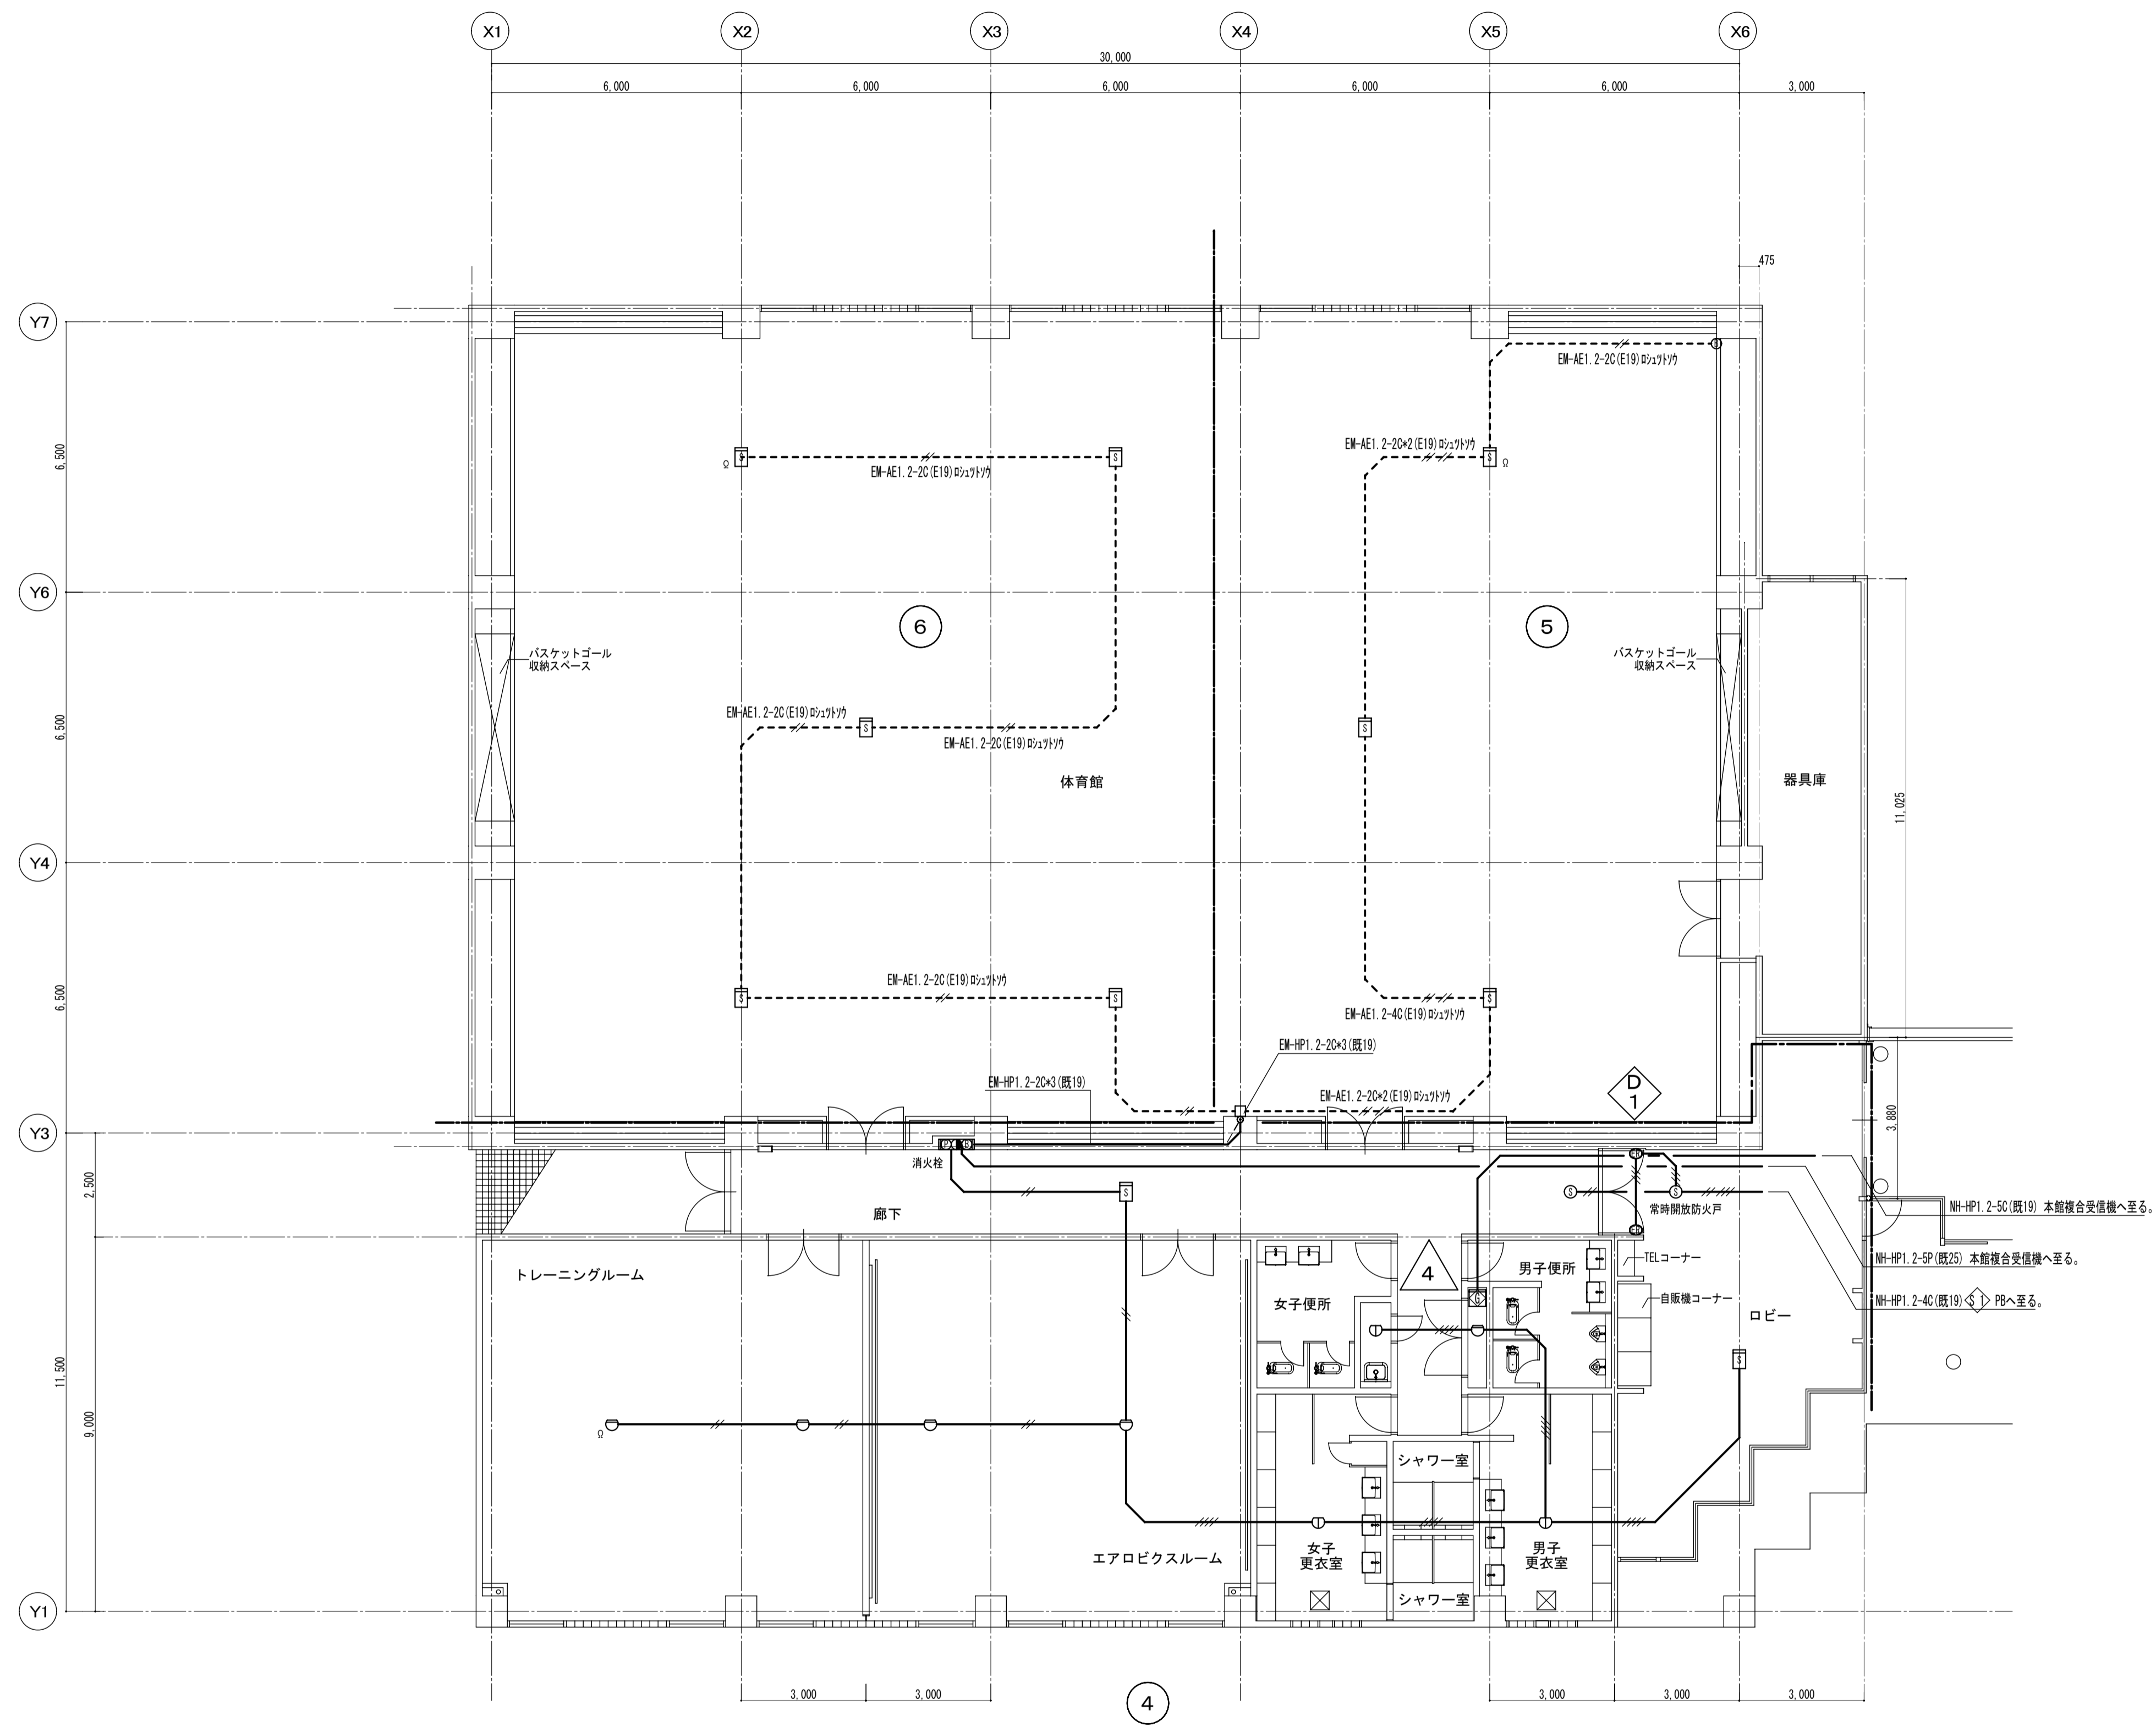 X1
X2
X3
X4
X5
X6
30,000
6,000
6,000
6,000
6,000
6,000
3,000
475
Y7
EM-AE1.2-2C(E19)ﾛｼｭﾂﾄｿｳ
6,500
EM-AE1.2-2C*2(E19)ﾛｼｭﾂﾄｿｳ
Ω
S
S
S
Ω
EM-AE1.2-2C(E19)ﾛｼｭﾂﾄｿｳ
Y6
6
5
バスケットゴール
収納スペース
バスケットゴール
収納スペース
6,500
EM-AE1.2-2C(E19)ﾛｼｭﾂﾄｿｳ
S
S
EM-AE1.2-2C(E19)ﾛｼｭﾂﾄｿｳ
体育館
器具庫
11,025
Y4
6,500
EM-AE1.2-2C(E19)ﾛｼｭﾂﾄｿｳ
S
S
S
EM-AE1.2-4C(E19)ﾛｼｭﾂﾄｿｳ
EM-HP1.2-2C*3(既19)
EM-HP1.2-2C*3(既19)
EM-AE1.2-2C*2(E19)ﾛｼｭﾂﾄｿｳ
D
1
3,880
Y3
P
B
消火栓
2,500
S
S
S
常時開放防火戸
廊下
NH-HP1.2-5C(既19) 本館複合受信機へ至る。
NH-HP1.2-5P(既25) 本館複合受信機へ至る。
NH-HP1.2-4C(既19) S 1 PBへ至る。
トレーニングルーム
4
男子便所
TELコーナー
女子便所
G
自販機コーナー
ロビー
S
11,500
9,000
Ω
シャワー室
エアロビクスルーム
女子
更衣室
男子
更衣室
シャワー室
Y1
3,000
3,000
3,000
3,000
3,000
4